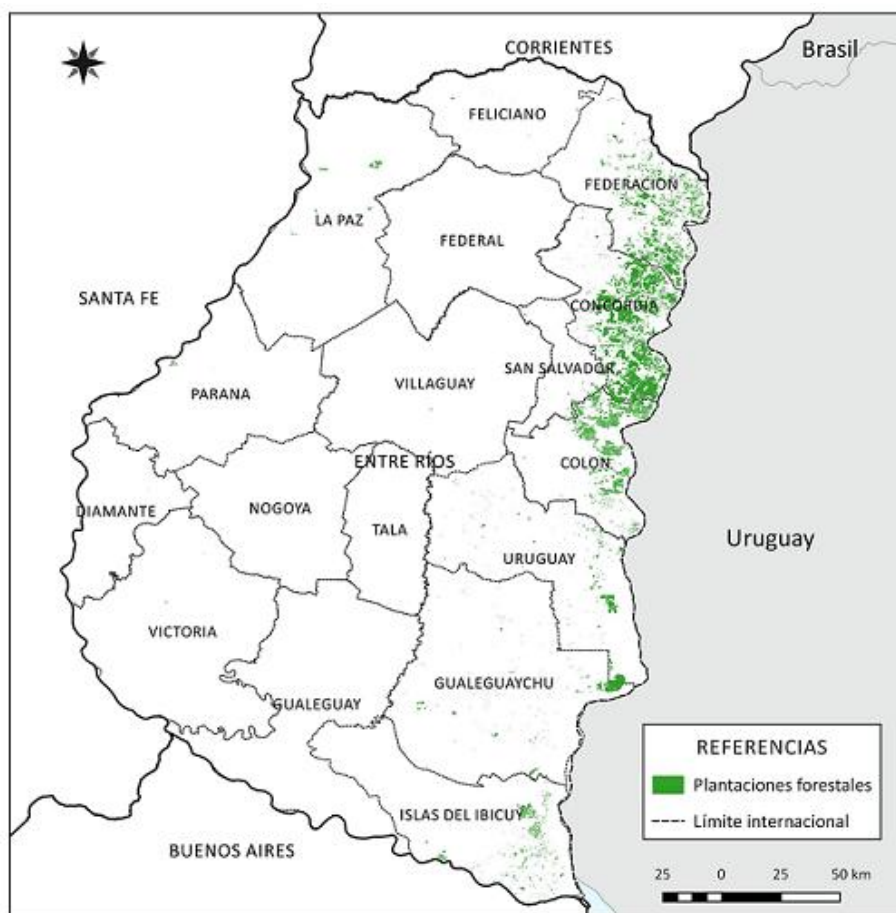 CORRIENTES
Brasil
FELICIANO
FEDERACION
LA PAZ
FEDERAL
SANTA FE
CONCORDIA
SAN SALVADOR
PARANA
VILLAGUAY
ENTRE RÍOS
COLON
DIAMANTE
NOGOYA
TALA
Uruguay
URUGUAY
VICTORIA
GUALEGUAY
GUALEGUAYCHU
REFERENCIAS
Plantaciones forestales
Límite internacional
ISLAS DEL IBICUY
BUENOS AIRES
25 0 25 50 km